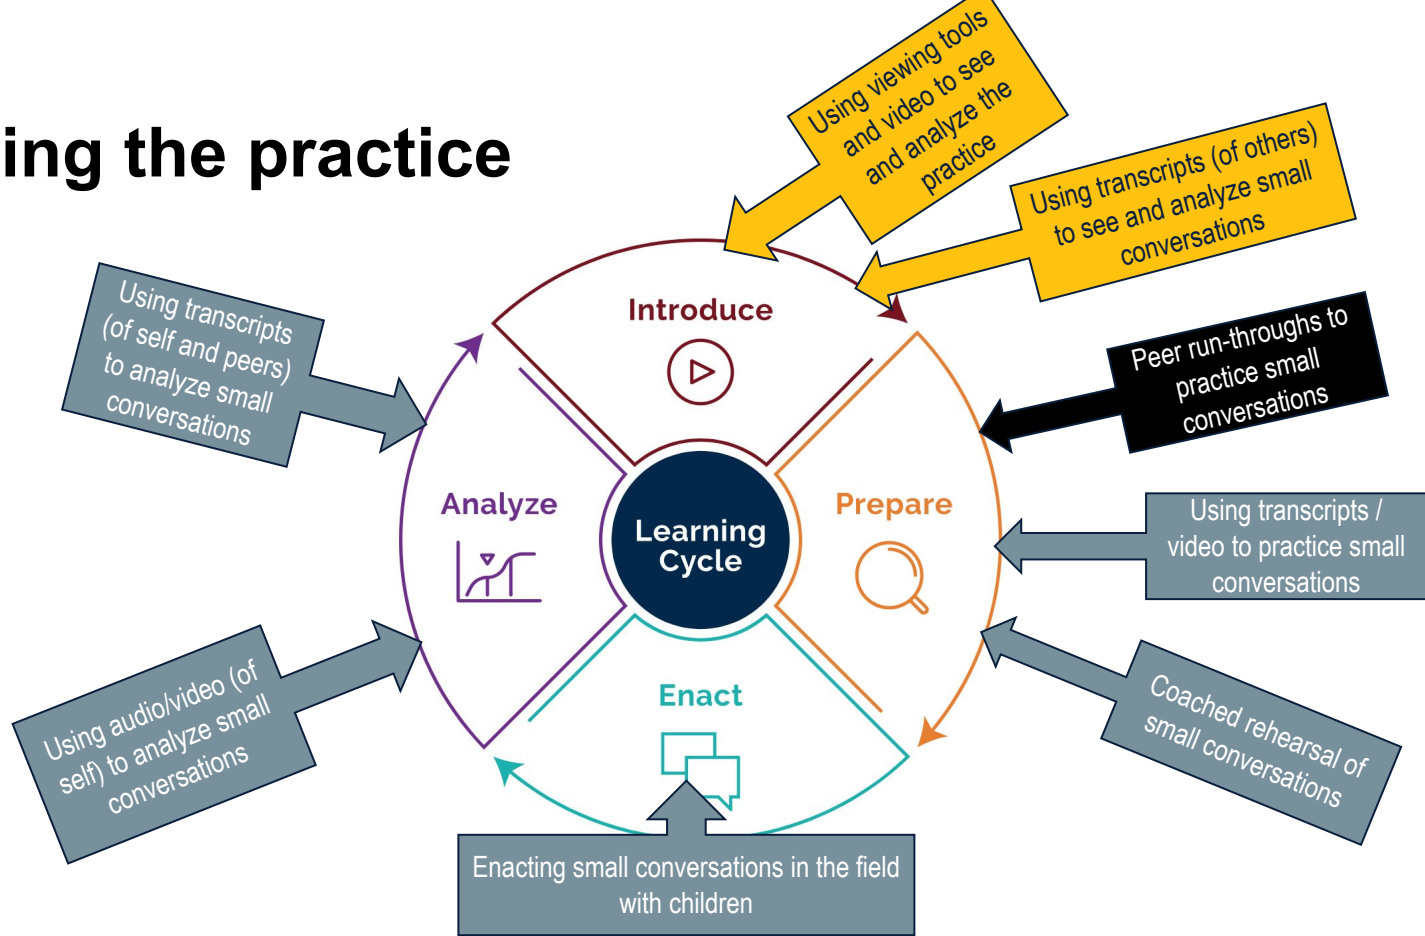 ing the practice
Using viewing tools
and video to see
and analyze the
practice
Using transcripts (of others)
to see and analyze small
conversations
Peer run-throughs to
practice small
conversations
Using transcripts /
video to practice small
conversations
Coached rehearsal of
small conversations
Enacting small conversations in the field
with children
Using audio/video (of
self) to analyze small
conversations
Using transcripts
(of self and peers)
to analyze small
conversations
Introduce
Prepare
Enact
Analyze
Learning
Cycle